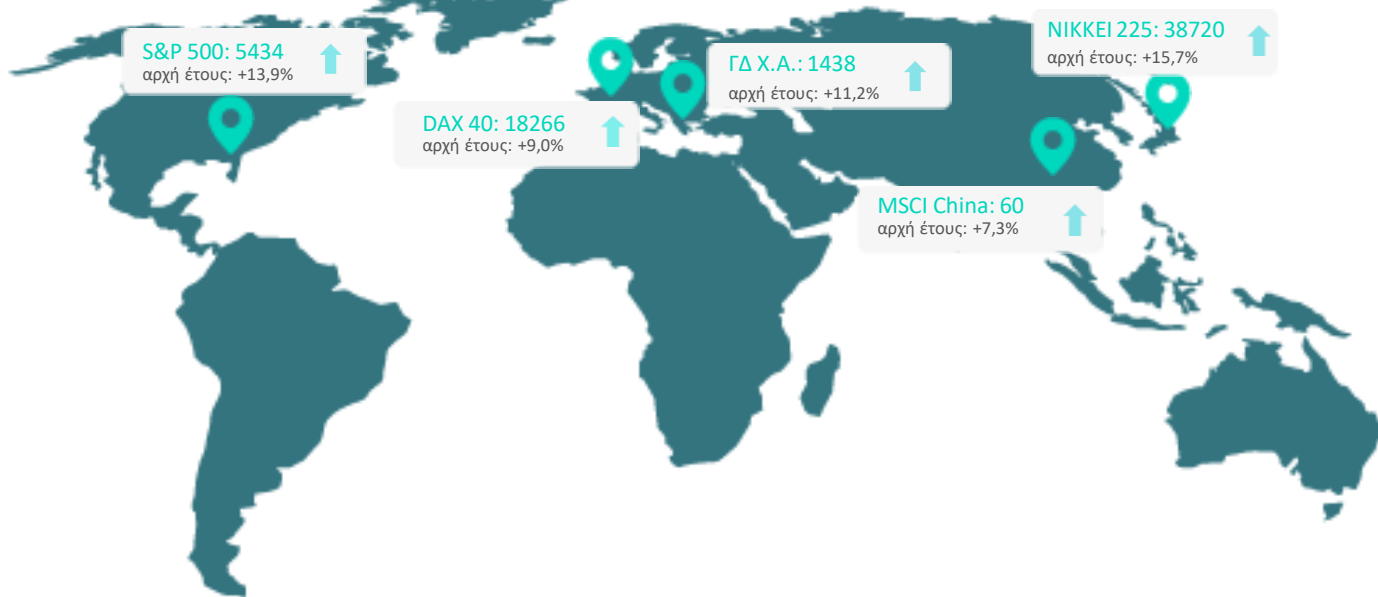 S&P 500: 5434
αρχή έτους: +13,9%
DAX 40: 18266
αρχή έτους: +9,0%
ΓΔ Χ.Α.: 1438
αρχή έτους: +11,2%
NIKKEI 225: 38720
αρχή έτους: +15,7%
MSCI China: 60
αρχή έτους: +7,3%